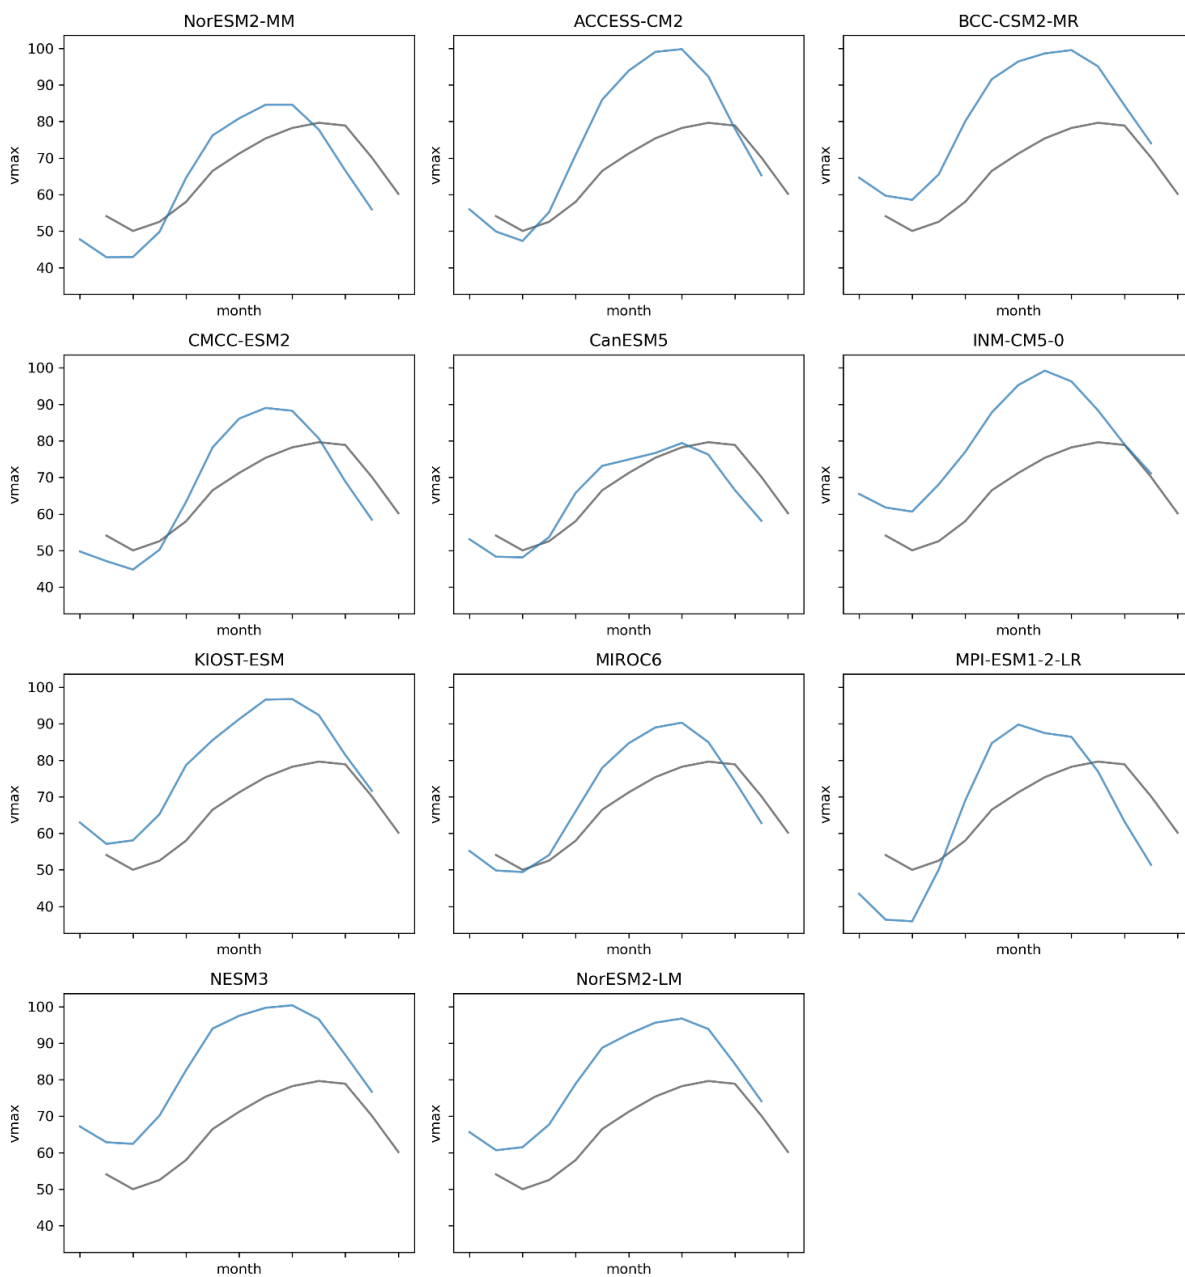 NorESM2-MM
ACCESS-CM2
BCC-CSM2-MR
100
90
80
70
60
50
40
vmax
vmax
vmax
month
month
month
CMCC-ESM2
CanESM5
INM-CM5-0
100
90
80
70
60
50
40
vmax
vmax
vmax
month
month
month
KIOST-ESM
MIROC6
MPI-ESM1-2-LR
100
90
80
70
60
50
40
vmax
vmax
vmax
month
month
month
NESM3
NorESM2-LM
100
90
80
70
60
50
40
vmax
vmax
month
month